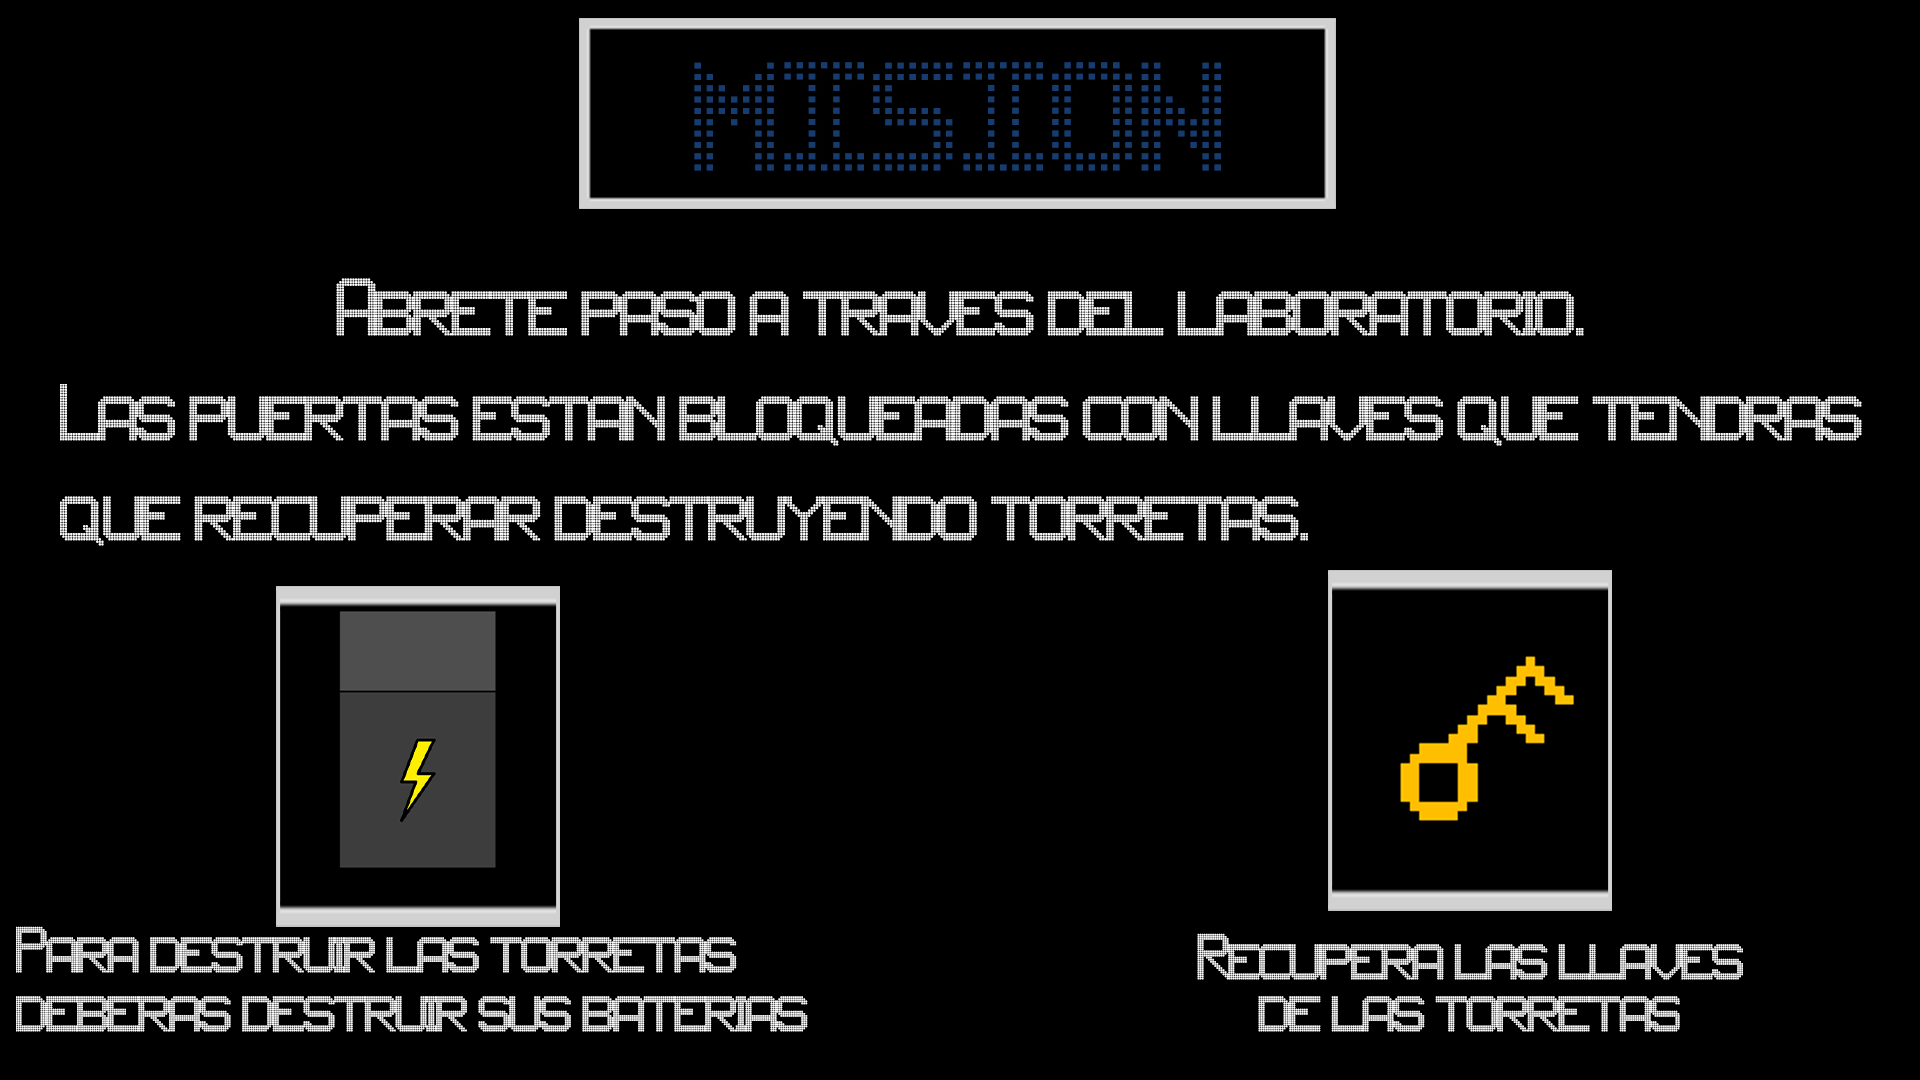 MISION
Abrete paso a traves del laboratorio.
Las puertas estan bloqueadas con llaves que tendras
que recuperar destruyendo torretas.
Para destruir las torretas
deberas destruir sus baterias
Recupera las llaves
de las torretas